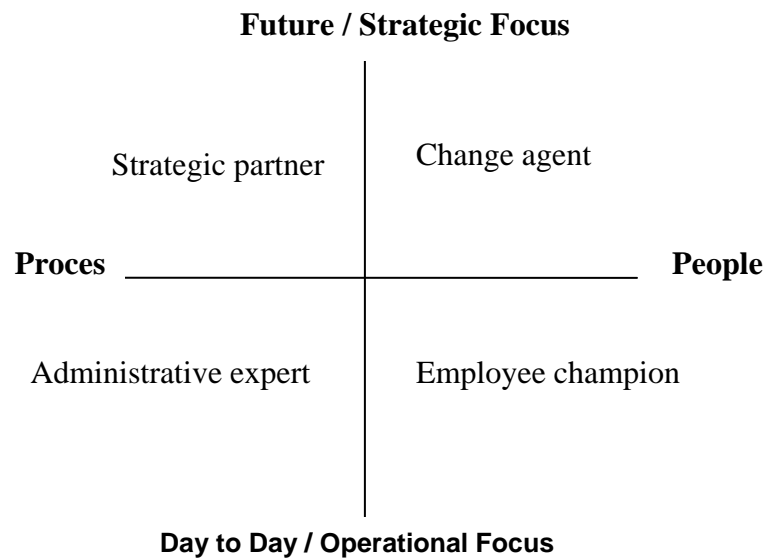 Future / Strategic Focus
Strategic partner
Change agent
Proces
People
Administrative expert
Employee champion
Day to Day / Operational Focus